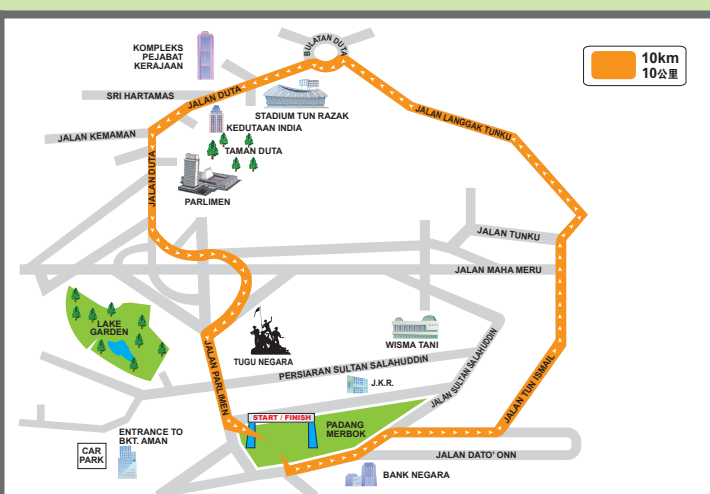 KOMPLEKS
PEJABAT
KERAJAAN
BULATAN DUTA
10km
10公里
SRI HARTAMAS
JALAN DUTA
STADIUM TUN RAZAK
JALAN LANGGAK TUNKU
KEDUTAAN INDIA
JALAN KEMAMAN
TAMAN DUTA
JALAN DUTA
PARLIMEN
JALAN TUNKU
JALAN MAHA MERU
LAKE
GARDEN
TUGU NEGARA
WISMA TANI
JALAN PARLIMEN
PERSIARAN SULTAN SALAHUDDIN
JALAN SULTAN SALAHUDDIN
JALAN TUN ISMAIL
J.K.R.
START / FINISH
PADANG
MERBOK
ENTRANCE TO
BKT. AMAN
CAR
PARK
JALAN DATO' ONN
BANK NEGARA